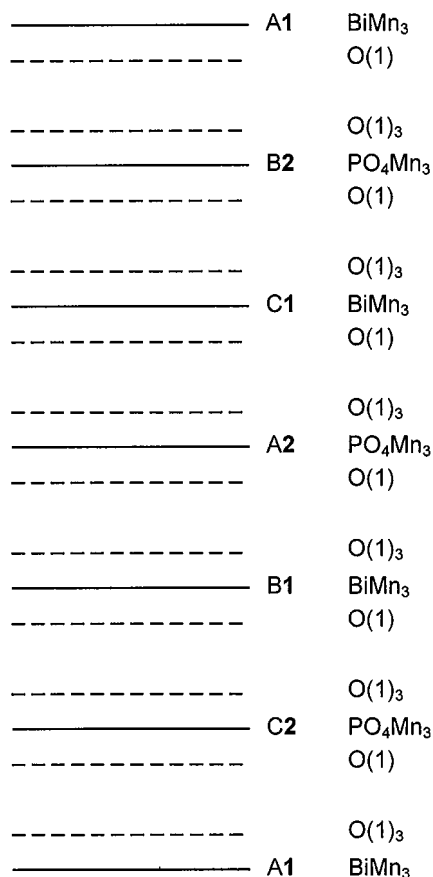 A1 BiMn₃
O(1)
O(1)₃
B2 PO₄Mn₃
O(1)
O(1)₃
C1 BiMn₃
O(1)
O(1)₃
A2 PO₄Mn₃
O(1)
O(1)₃
B1 BiMn₃
O(1)
O(1)₃
C2 PO₄Mn₃
O(1)
O(1)₃
A1 BiMn₃